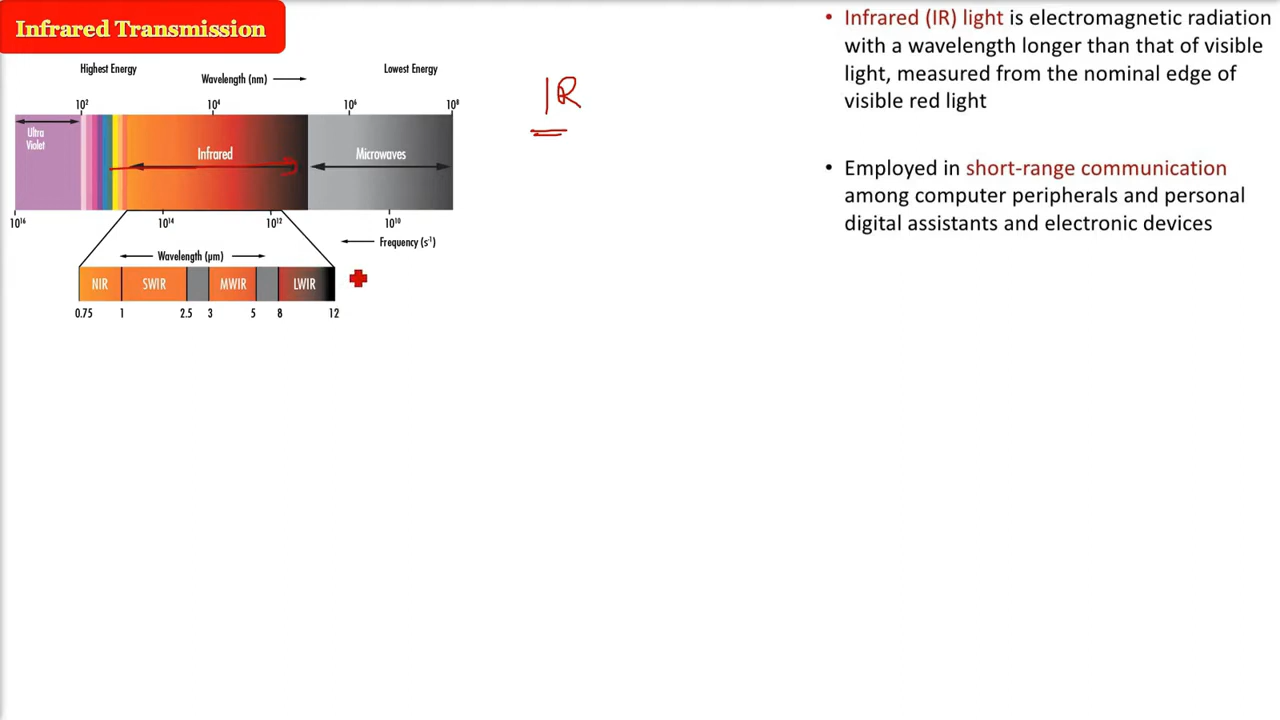 Infrared Transmission
Highest Energy
Wavelength (nm)
Lowest Energy
10² 10⁴ 10⁶ 10⁸
Ultra
Violet
Infrared
Microwaves
10¹⁶ 10¹⁴ 10¹² 10¹⁰
Frequency (s⁻¹)
Wavelength (μm)
NIR SWIR MWIR LWIR
0.75 1 2.5 3 5 8 12
IR
• Infrared (IR) light is electromagnetic radiation
with a wavelength longer than that of visible
light, measured from the nominal edge of
visible red light
• Employed in short-range communication
among computer peripherals and personal
digital assistants and electronic devices